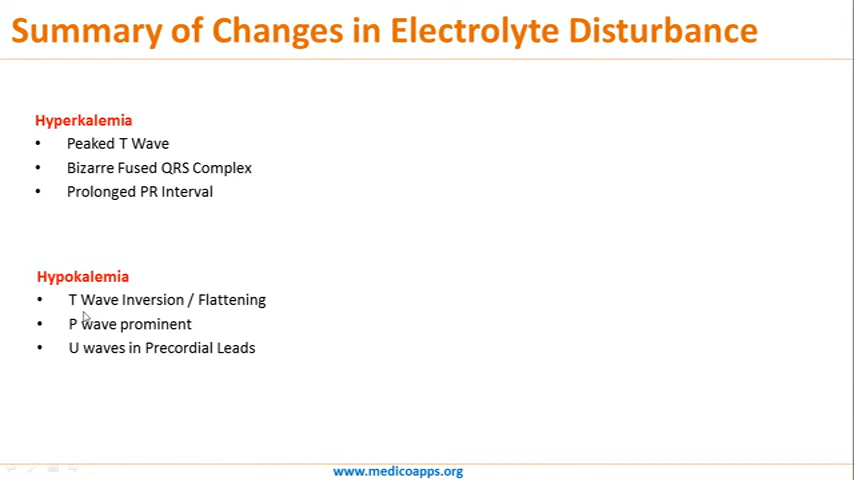 Summary of Changes in Electrolyte Disturbance
Hyperkalemia
• Peaked T Wave
• Bizarre Fused QRS Complex
• Prolonged PR Interval
Hypokalemia
• T Wave Inversion / Flattening
• P wave prominent
• U waves in Precordial Leads
www.medicoapps.org